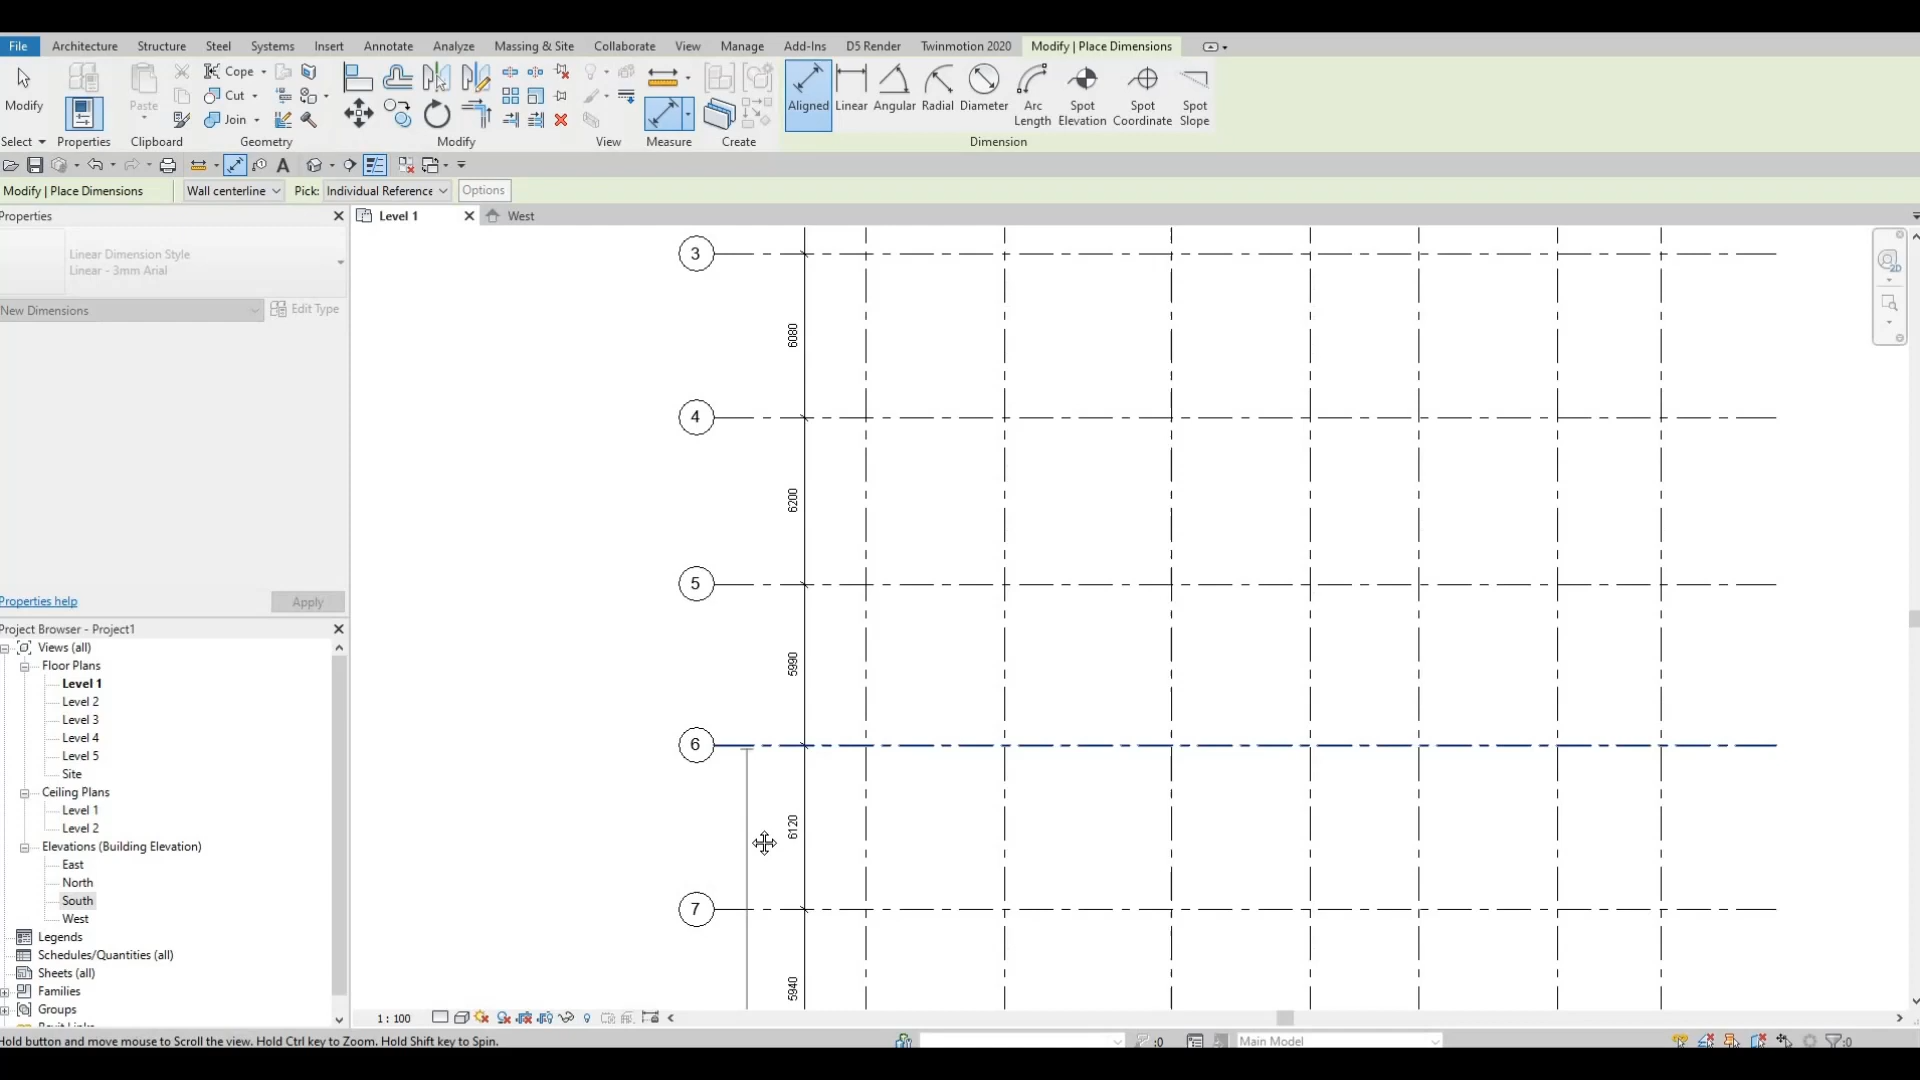 File Architecture Structure Steel Systems Insert Annotate Analyze Massing & Site Collaborate View Manage Add-Ins D5 Render Twinmotion 2020 Modify | Place Dimensions
Modify Paste Cope Cut Join Aligned Linear Angular Radial Diameter Arc Length Spot Elevation Spot Coordinate Spot Slope
Select Properties Clipboard Geometry Modify View Measure Create Dimension
A
Modify | Place Dimensions Wall centerline Pick: Individual Reference Options
Properties
Level 1 West
Linear Dimension Style
Linear - 3mm Arial
New Dimensions Edit Type
Properties help Apply
Project Browser - Project1
Views (all)
Floor Plans
Level 1
Level 2
Level 3
Level 4
Level 5
Site
Ceiling Plans
Level 1
Level 2
Elevations (Building Elevation)
East
North
South
West
Legends
Schedules/Quantities (all)
Sheets (all)
Families
Groups
Revit Links
3
6080
4
6200
5
5990
6
6120
7
5940
2D
1 : 100
Hold button and move mouse to Scroll the view. Hold Ctrl key to Zoom. Hold Shift key to Spin.
:0 Main Model :0